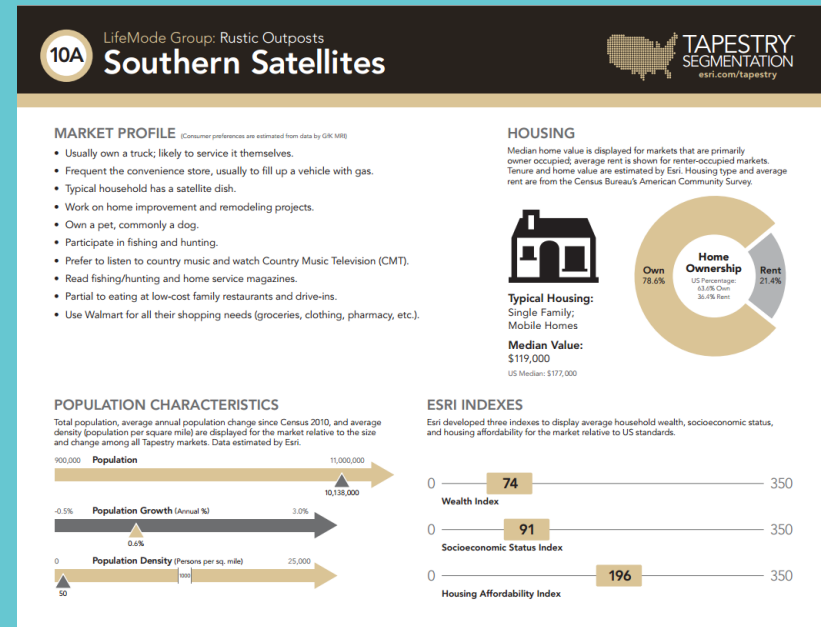 10A
LifeMode Group: Rustic Outposts
Southern Satellites
TAPESTRY™
SEGMENTATION
esri.com/tapestry
MARKET PROFILE (Consumer preferences are estimated from data by GfK MRI)
• Usually own a truck; likely to service it themselves.
• Frequent the convenience store, usually to fill up a vehicle with gas.
• Typical household has a satellite dish.
• Work on home improvement and remodeling projects.
• Own a pet, commonly a dog.
• Participate in fishing and hunting.
• Prefer to listen to country music and watch Country Music Television (CMT).
• Read fishing/hunting and home service magazines.
• Partial to eating at low-cost family restaurants and drive-ins.
• Use Walmart for all their shopping needs (groceries, clothing, pharmacy, etc.).
HOUSING
Median home value is displayed for markets that are primarily
owner occupied; average rent is shown for renter-occupied markets.
Tenure and home value are estimated by Esri. Housing type and average
rent are from the Census Bureau's American Community Survey.
Typical Housing:
Single Family;
Mobile Homes
Median Value:
$119,000
US Median: $177,000
Own
78.6%
Home
Ownership
US Percentage:
63.6% Own
36.4% Rent
Rent
21.4%
POPULATION CHARACTERISTICS
Total population, average annual population change since Census 2010, and average
density (population per square mile) are displayed for the market relative to the size
and change among all Tapestry markets. Data estimated by Esri.
900,000 Population 11,000,000
10,138,000
-0.5% Population Growth (Annual %) 3.0%
0.6%
0 Population Density (Persons per sq. mile) 25,000
1000
50
ESRI INDEXES
Esri developed three indexes to display average household wealth, socioeconomic status,
and housing affordability for the market relative to US standards.
0 74 350
Wealth Index
0 91 350
Socioeconomic Status Index
0 196 350
Housing Affordability Index